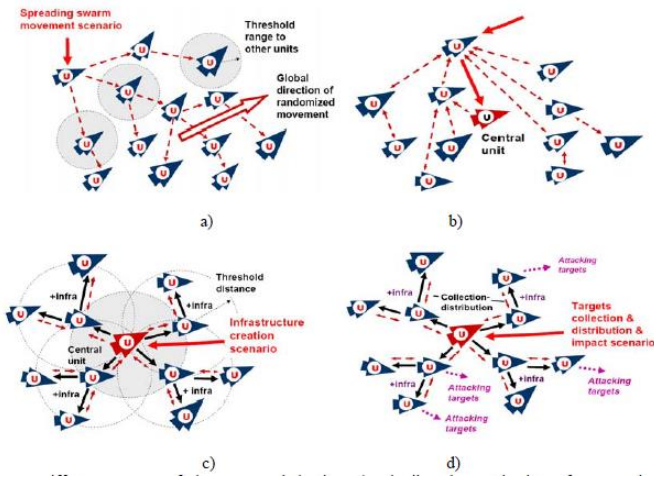 Spreading swarm
movement scenario
Threshold
range to
other units
Global
direction of
randomized
movement
U
U
U
U
U
U
U
U
U
U
U
U
U
a)
U
U
U
U
U
U
U
U
U
U
U
Central
unit
b)
U
U
U
U
U
U
U
U
U
U
U
U
U
+infra
+infra
+infra
+ infra
Central
unit
Threshold
distance
Infrastructure
creation
scenario
c)
U
U
U
U
U
U
U
U
U
U
U
U
U
+infra
+infra
+infra
+infra
Collection-
distribution
Attacking
targets
Attacking
targets
Attacking
targets
Attacking
targets
Targets
collection &
distribution &
impact scenario
d)